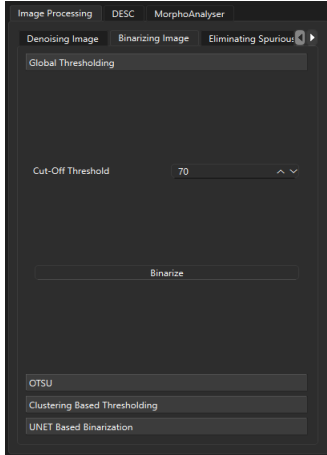 Image Processing DESC MorphoAnalyser
Denoising Image Binarizing Image Eliminating Spurious
Global Thresholding
Cut-Off Threshold 70
Binarize
OTSU
Clustering Based Thresholding
UNET Based Binarization